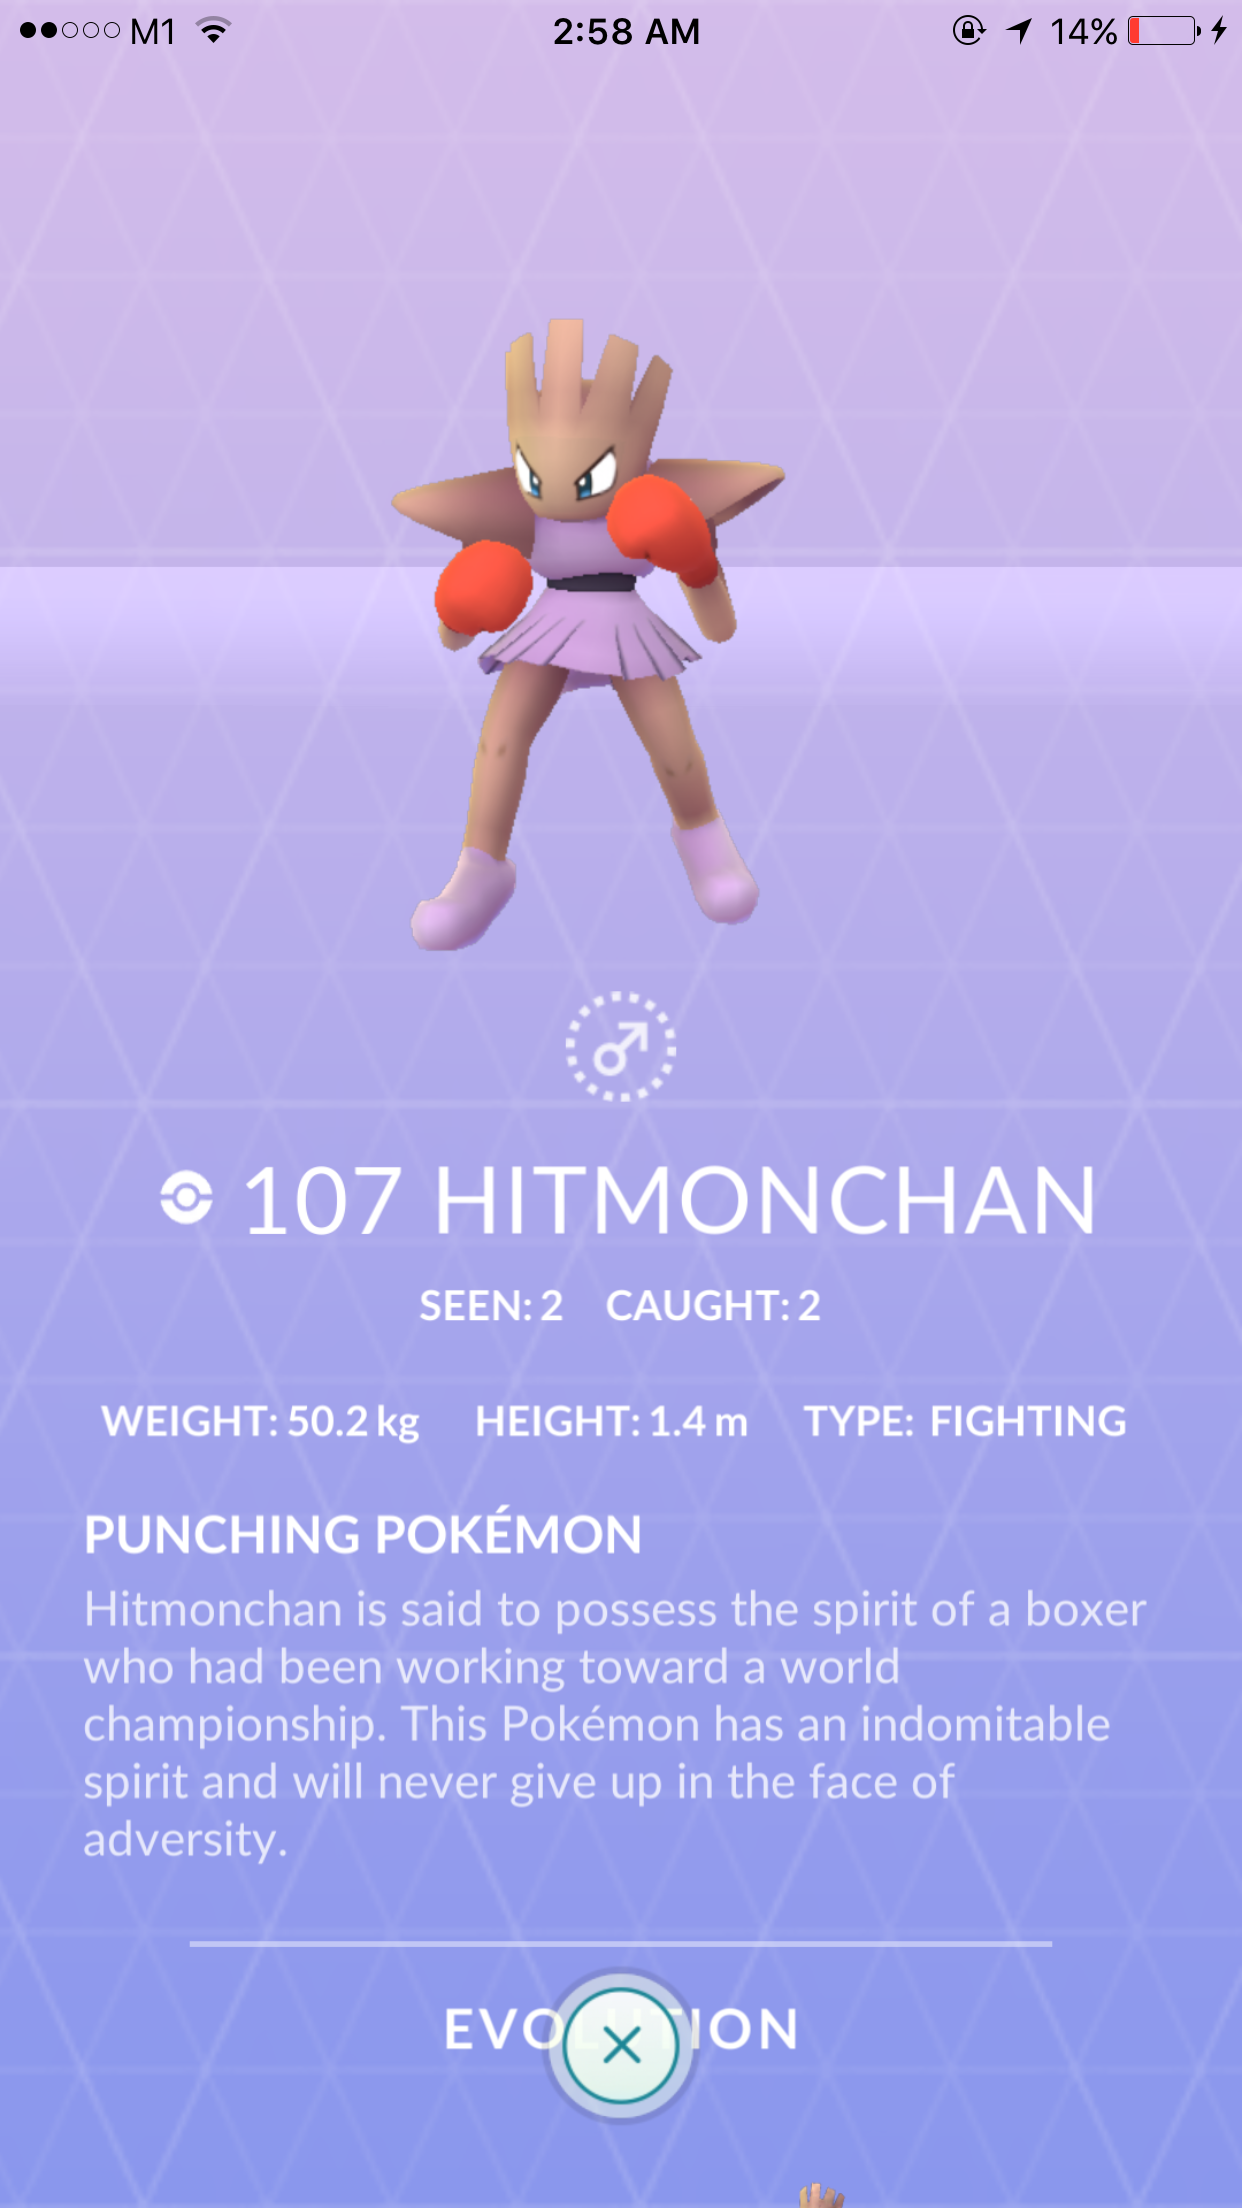 M1 2:58 AM 14%
107 HITMONCHAN
SEEN: 2 CAUGHT: 2
WEIGHT: 50.2 kg HEIGHT: 1.4 m TYPE: FIGHTING
PUNCHING POKÉMON
Hitmonchan is said to possess the spirit of a boxer
who had been working toward a world
championship. This Pokémon has an indomitable
spirit and will never give up in the face of
adversity.
EVOLUTION